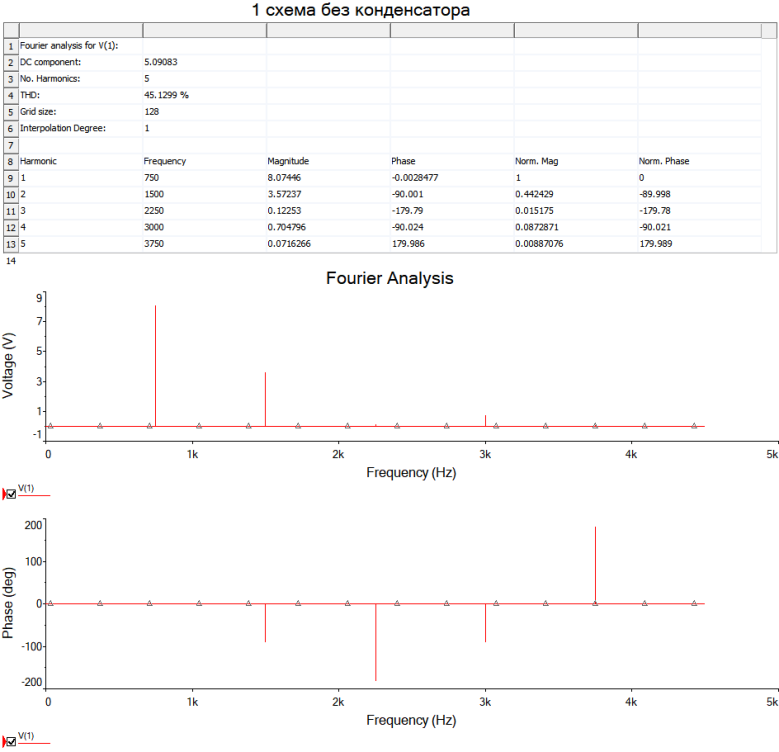 1 схема без конденсатора
1 Fourier analysis for V(1):
2 DC component: 5.09083
3 No. Harmonics: 5
4 THD: 45.1299 %
5 Grid size: 128
6 Interpolation Degree: 1
7
8 Harmonic Frequency Magnitude Phase Norm. Mag Norm. Phase
9 1 750 8.07446 -0.0028477 1 0
10 2 1500 3.57237 -90.001 0.442429 -89.998
11 3 2250 0.12253 -179.79 0.015175 -179.78
12 4 3000 0.704796 -90.024 0.0872871 -90.021
13 5 3750 0.0716266 179.986 0.00887076 179.989
14
Fourier Analysis
Voltage (V)
9
7
5
3
1
-1
0 1k 2k 3k 4k 5k
Frequency (Hz)
V(1)
Phase (deg)
200
100
0
-100
-200
0 1k 2k 3k 4k 5k
Frequency (Hz)
V(1)